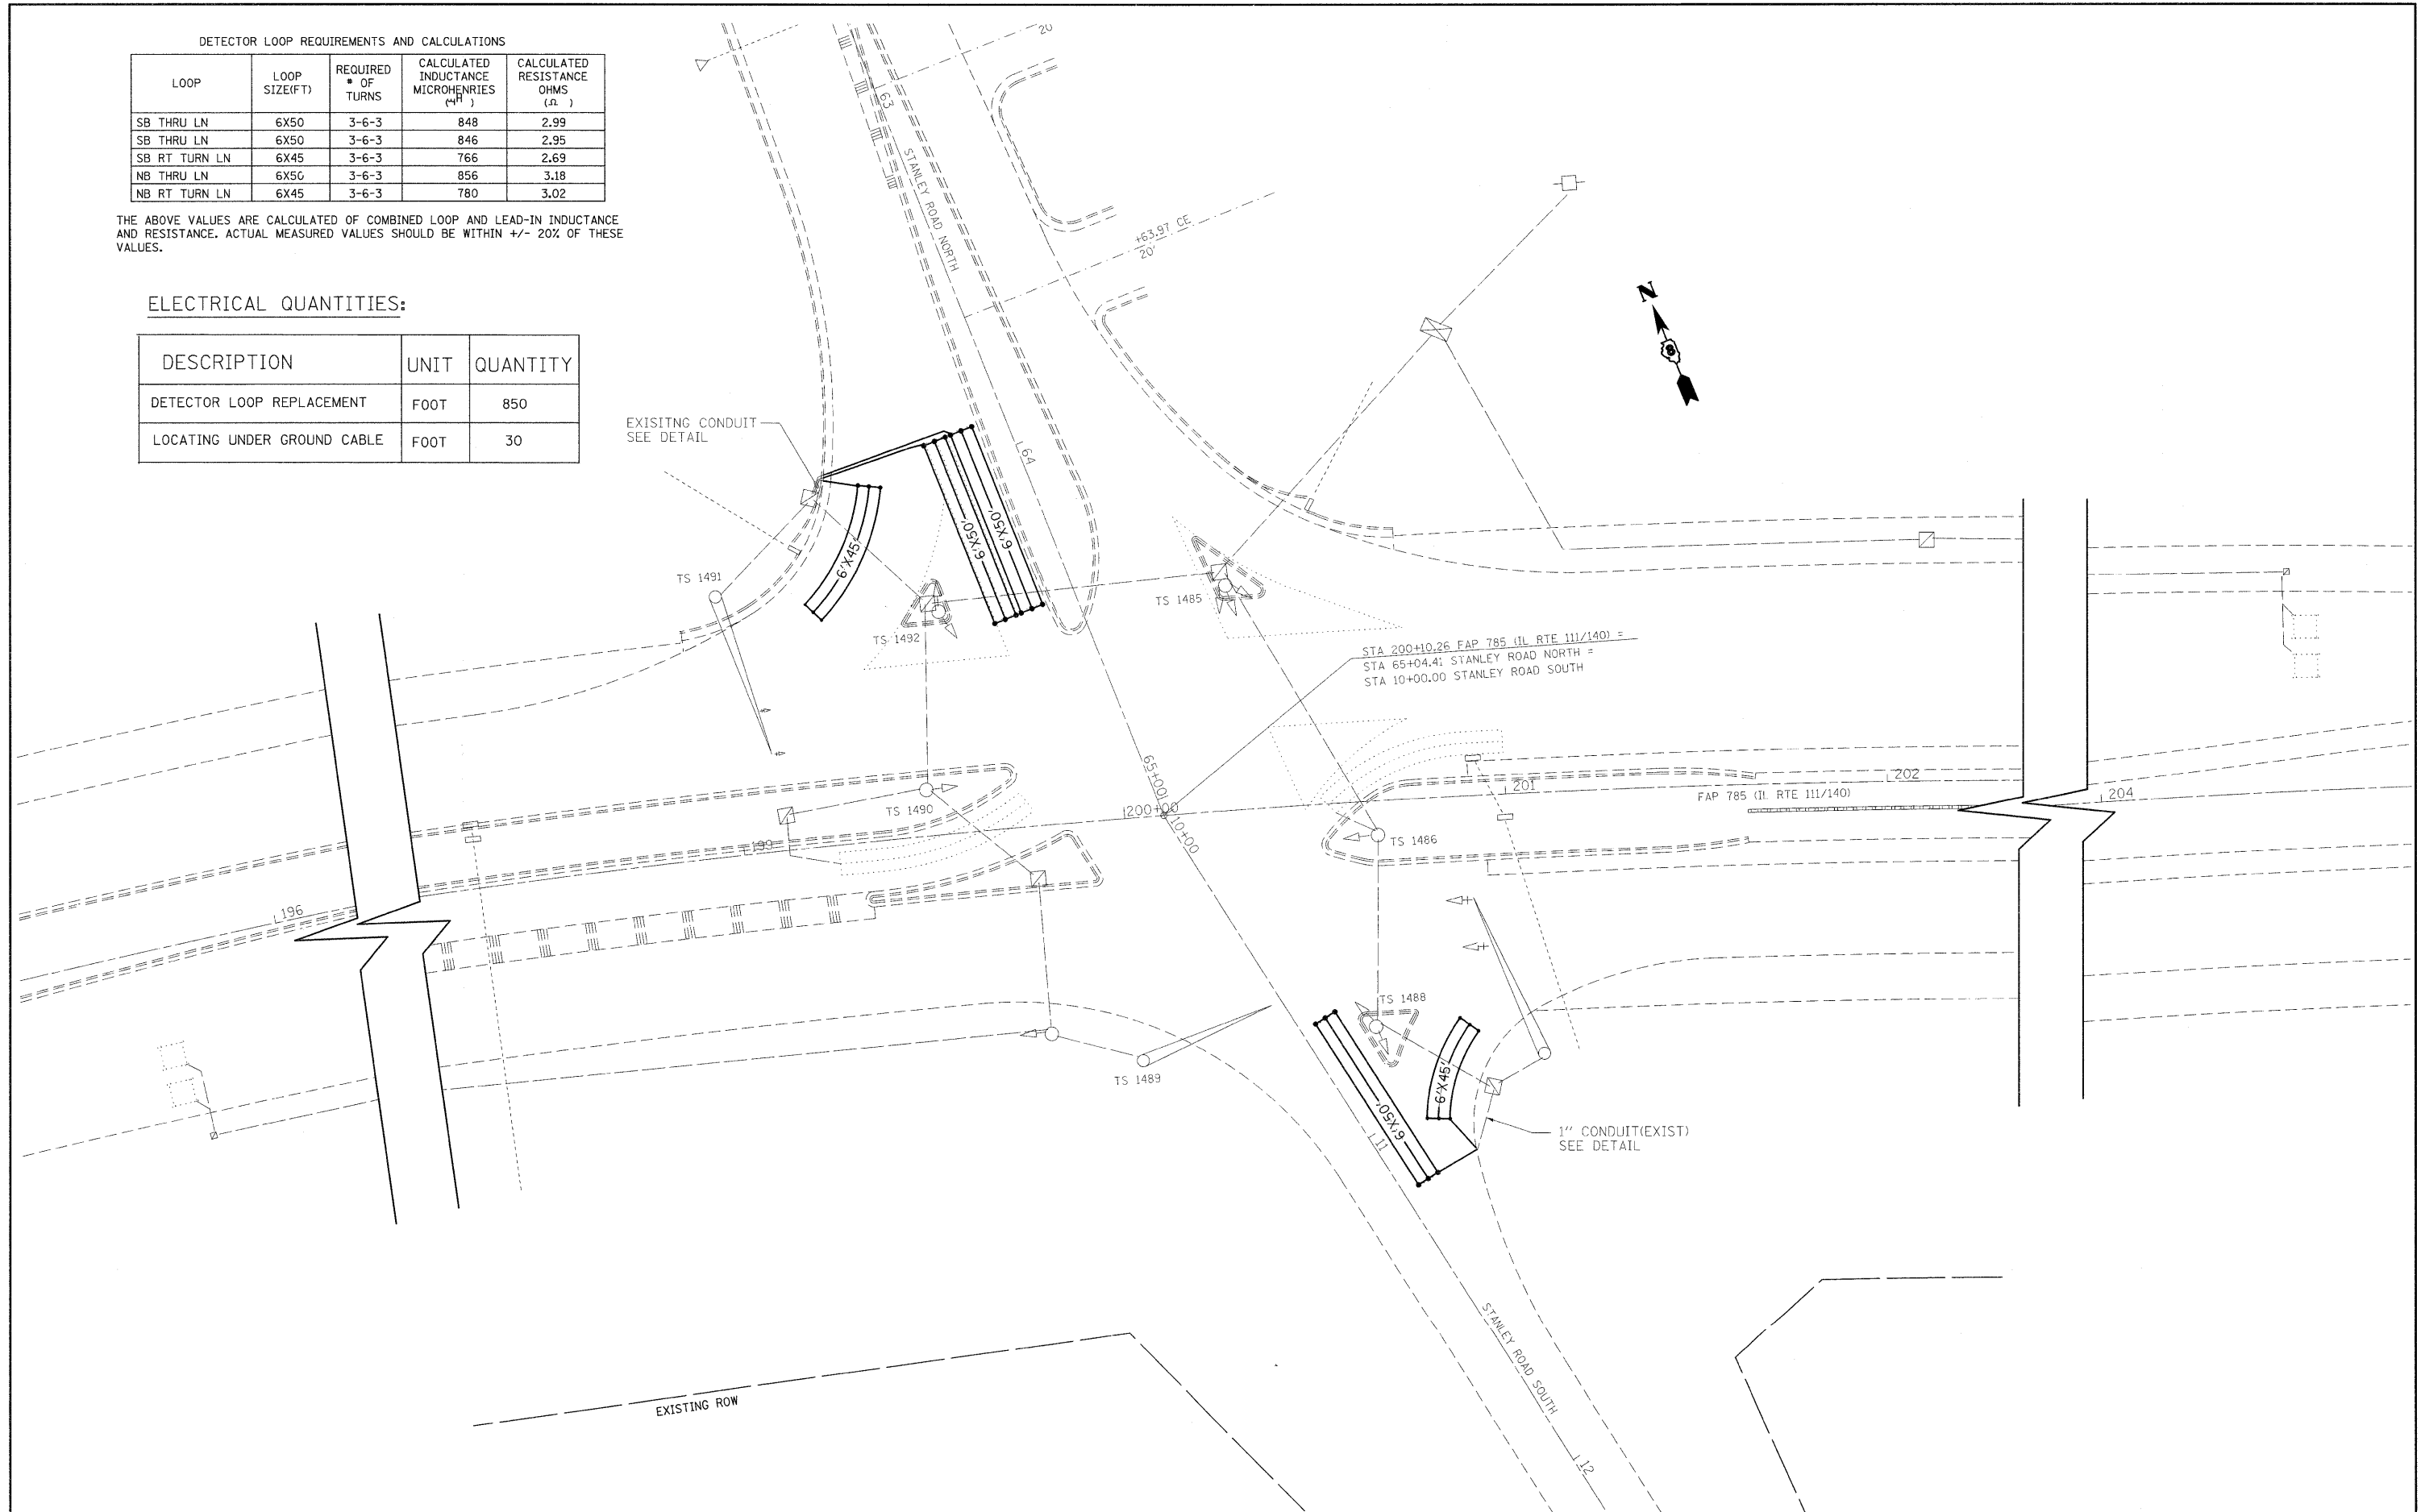 DETECTOR LOOP REQUIREMENTS AND CALCULATIONS
LOOP
LOOP SIZE(FT)
REQUIRED # OF TURNS
CALCULATED INDUCTANCE MICROHENRIES (μH )
CALCULATED RESISTANCE OHMS (Ω )
SB THRU LN 6X50 3-6-3 848 2.99
SB THRU LN 6X50 3-6-3 846 2.95
SB RT TURN LN 6X45 3-6-3 766 2.69
NB THRU LN 6X50 3-6-3 856 3.18
NB RT TURN LN 6X45 3-6-3 780 3.02
THE ABOVE VALUES ARE CALCULATED OF COMBINED LOOP AND LEAD-IN INDUCTANCE
AND RESISTANCE. ACTUAL MEASURED VALUES SHOULD BE WITHIN +/- 20% OF THESE
VALUES.
ELECTRICAL QUANTITIES:
DESCRIPTION UNIT QUANTITY
DETECTOR LOOP REPLACEMENT FOOT 850
LOCATING UNDER GROUND CABLE FOOT 30
20
63
STANLEY ROAD NORTH
+63.97 CE
20'
N
8
EXISITNG CONDUIT
SEE DETAIL
64
6'X50'
6'X50'
6'X45'
TS 1491
TS 1492
TS 1485
STA 200+10.26 FAP 785 (IL RTE 111/140) =
STA 65+04.41 STANLEY ROAD NORTH =
STA 10+00.00 STANLEY ROAD SOUTH
65+00
200+00
10+00
201
202
FAP 785 (IL RTE 111/140)
204
TS 1490
199
TS 1486
196
TS 1488
TS 1489
6'X45'
6'X50'
11
1'' CONDUIT(EXIST)
SEE DETAIL
STANLEY ROAD SOUTH
12
EXISTING ROW